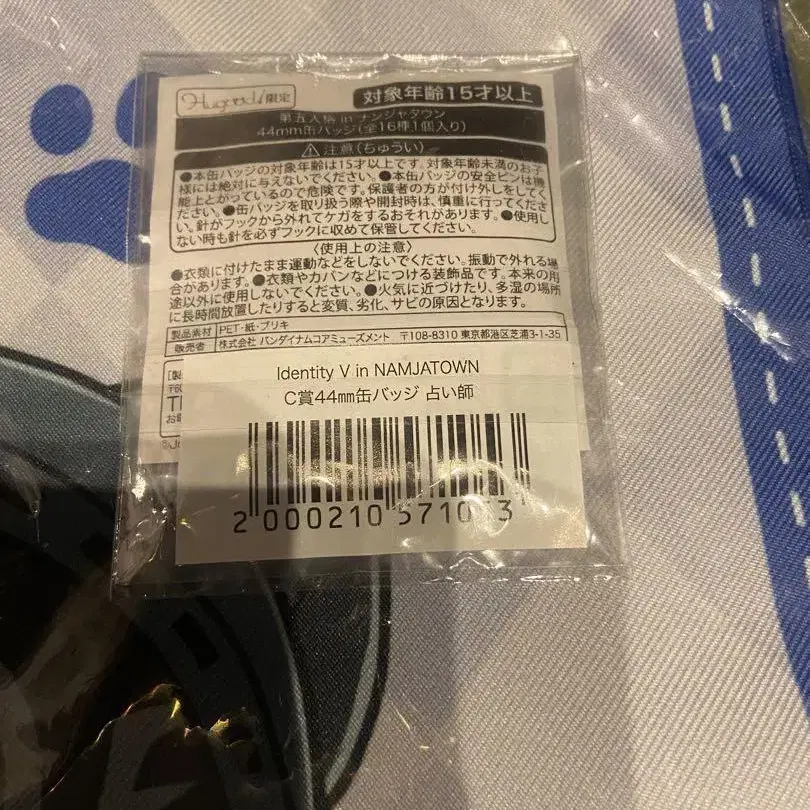 限定
対象年齢15才以上
第五人格 in ナンジャタウン
44mm缶バッジ(全16種1個入り)
⚠注意(ちゅうい)
●本缶バッジの対象年齢は15才以上です。対象年齢未満のお子
様には絶対に与えないでください。●本缶バッジの安全ピンは機
能上とがっているので危険です。保護者の方が付け外しをしてく
ださい。●缶バッジを取り扱う際や開封時は、慎重に行ってくださ
い。針がフックから外れてケガをするおそれがあります。●使用し
ない時も針を必ずフックに収めて保管してください。
〈使用上の注意〉
●衣類に付けたまま運動などをしないでください。振動で外れる場
合があります。●衣類やカバンなどにつける装飾品です。本来の用
途以外に使用しないでください。●火気に近づけたり、多湿の場所
に長時間放置したりすると変質、劣化、サビの原因となります。
製品素材 PET・紙・ブリキ
販売者 株式会社 バンダイナムコアミューズメント 〒108-8310 東京都港区芝浦3-1-35
Identity V in NAMJATOWN
C賞44mm缶バッジ 占い師
2 000210